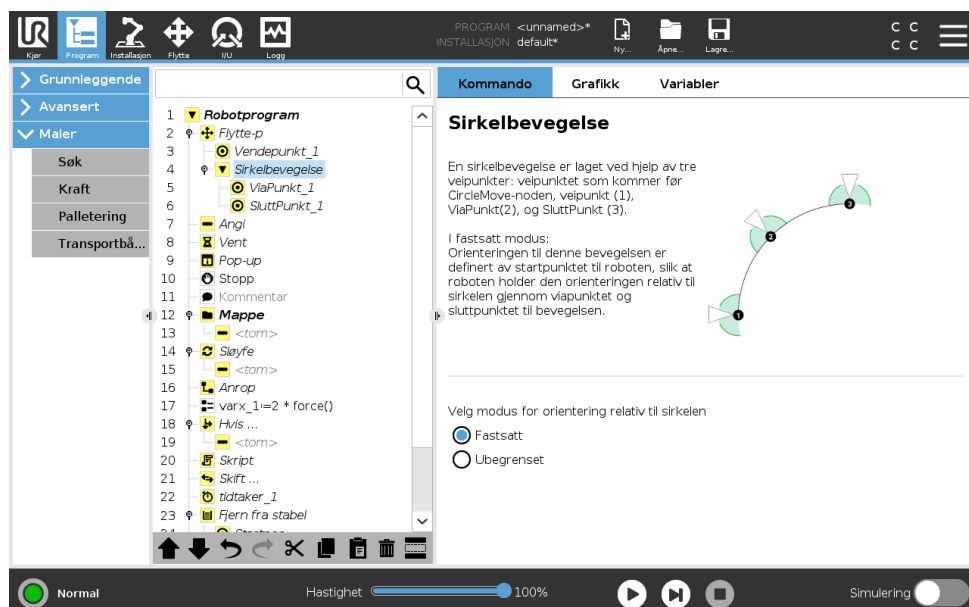 PROGRAM <unnamed>*
INSTALLASJON default*
Kjør
Program
Installasjon
Flytte
I/U
Logg
Ny...
Åpne...
Lagre...
C C
C C
Grunnleggende
Avansert
Maler
Søk
Kraft
Palletering
Transportbå...
1 Robotprogram
2 Flytte-p
3 Vendepunkt_1
4 Sirkelbevegelse
5 ViaPunkt_1
6 SluttPunkt_1
7 Angi
8 Vent
9 Pop-up
10 Stopp
11 Kommentar
12 Mappe
13 <tom>
14 Sløyfe
15 <tom>
16 Anrop
17 varx_1≔2 * force()
18 Hvis ...
19 <tom>
20 Skript
21 Skift ...
22 tidtaker_1
23 Fjern fra stabel
Kommando
Grafikk
Variabler
Sirkelbevegelse
En sirkelbevegelse er laget ved hjelp av tre
veipunkter: veipunktet som kommer før
CircleMove-noden, veipunkt (1),
ViaPunkt(2), og SluttPunkt (3).
I fastsatt modus:
Orienteringen til denne bevegelsen er
definert av startpunktet til roboten, slik at
roboten holder den orienteringen relativ til
sirkelen gjennom viapunktet og
sluttpunktet til bevegelsen.
1
2
3
Velg modus for orientering relativ til sirkelen
Fastsatt
Ubegrenset
Normal
Hastighet
100%
Simulering